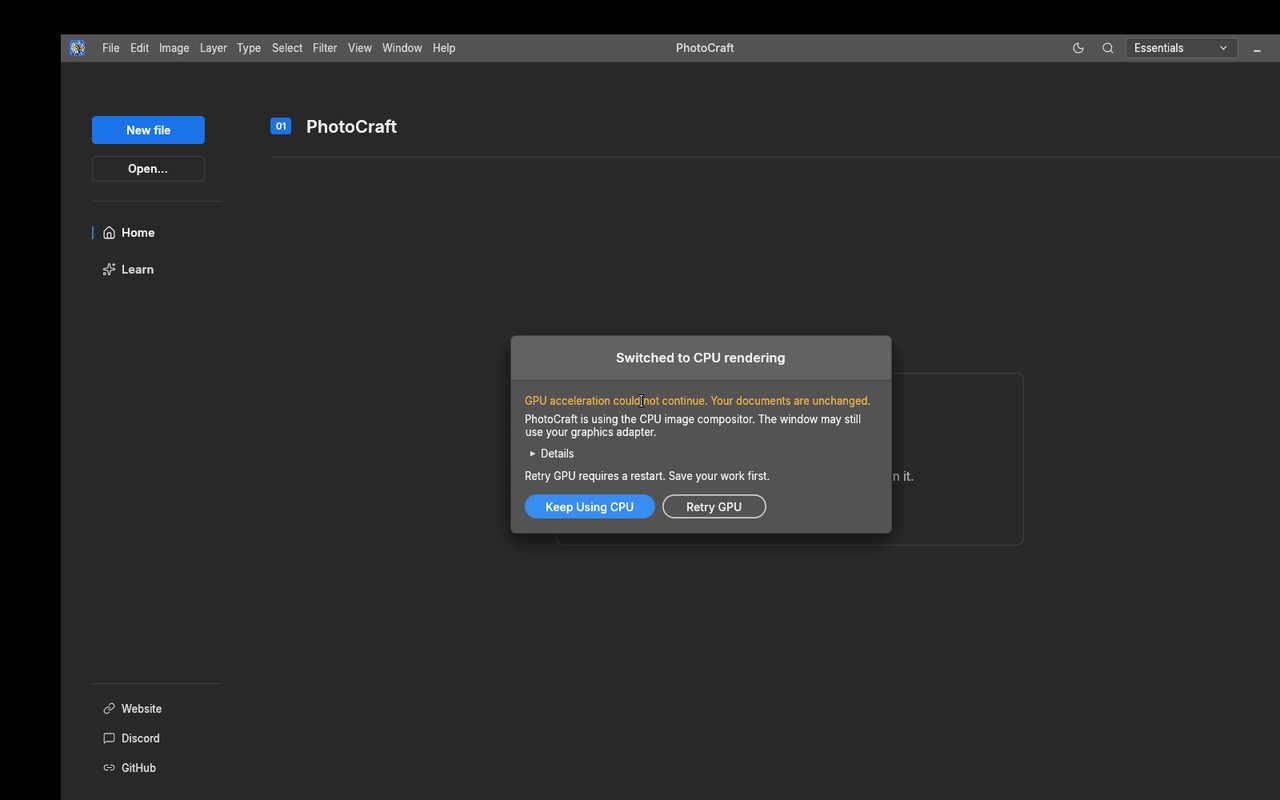 File Edit Image Layer Type Select Filter View Window Help PhotoCraft Essentials
New file
Open...
Home
Learn
01 PhotoCraft
Switched to CPU rendering
GPU acceleration could not continue. Your documents are unchanged.
PhotoCraft is using the CPU image compositor. The window may still
use your graphics adapter.
Details
Retry GPU requires a restart. Save your work first.
Keep Using CPU Retry GPU
it.
Website
Discord
GitHub